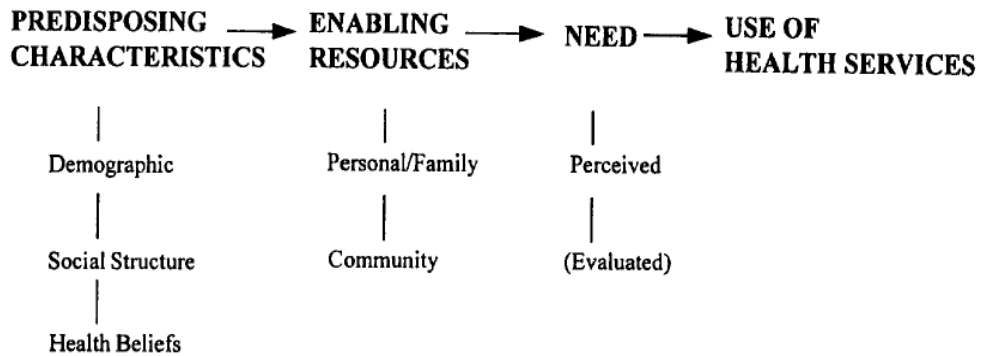 PREDISPOSING
CHARACTERISTICS
ENABLING
RESOURCES
NEED
USE OF
HEALTH SERVICES
Demographic
Social Structure
Health Beliefs
Personal/Family
Community
Perceived
(Evaluated)